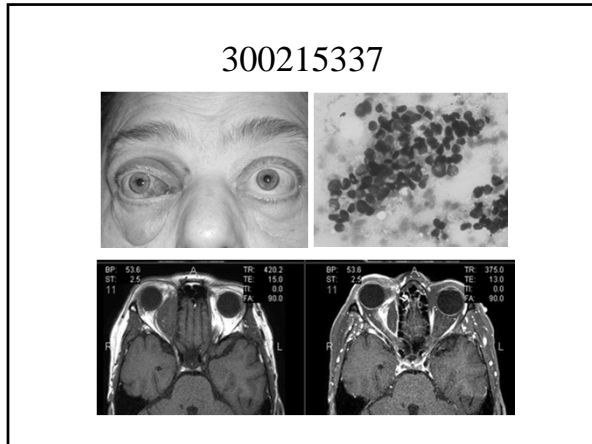 300215337
BP: 53.6
ST: 2.5
11
A
TR: 420.2
TE: 15.0
TI: 0.0
FA: 90.0
R
L
BP: 53.6
ST: 2.5
11
A
TR: 375.0
TE: 13.0
TI: 0.0
FA: 90.0
R
L